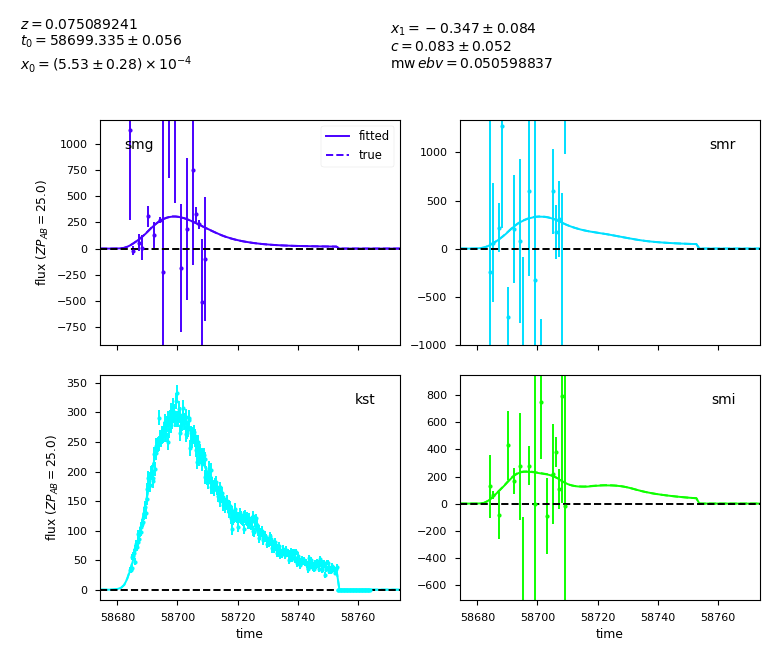 z = 0.075089241
t₀ = 58699.335 ± 0.056
x₀ = (5.53 ± 0.28) × 10⁻⁴
x₁ = −0.347 ± 0.084
c = 0.083 ± 0.052
mw ebv = 0.050598837
smg
fitted
true
1000
750
500
250
0
−250
−500
−750
flux (ZP_AB = 25.0)
smr
1000
500
0
−500
−1000
kst
350
300
250
200
150
100
50
0
flux (ZP_AB = 25.0)
58680 58700 58720 58740 58760
time
smi
800
600
400
200
0
−200
−400
−600
58680 58700 58720 58740 58760
time